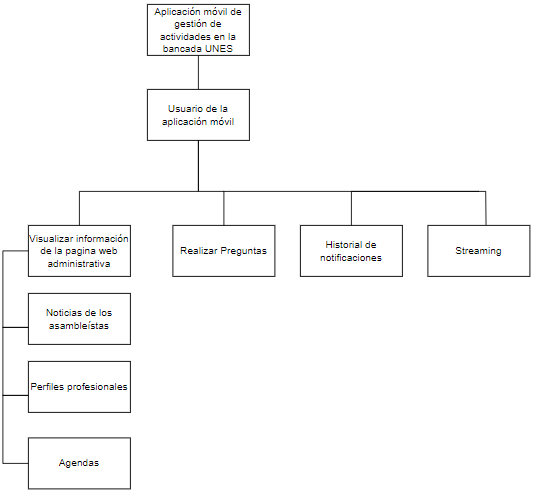 Aplicación móvil de
gestión de
actividades en la
bancada UNES
Usuario de la
aplicación móvil
Visualizar información
de la pagina web
administrativa
Realizar Preguntas
Historial de
notificaciones
Streaming
Noticias de los
asambleístas
Perfiles profesionales
Agendas